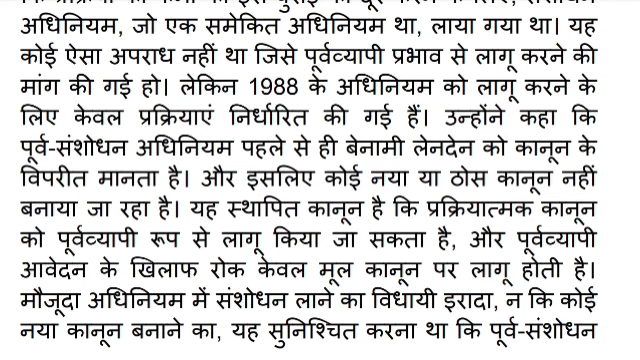 अधिनियम, जो एक समेकित अधिनियम था, लाया गया था। यह
कोई ऐसा अपराध नहीं था जिसे पूर्वव्यापी प्रभाव से लागू करने की
मांग की गई हो। लेकिन 1988 के अधिनियम को लागू करने के
लिए केवल प्रक्रियाएं निर्धारित की गई हैं। उन्होंने कहा कि
पूर्व-संशोधन अधिनियम पहले से ही बेनामी लेनदेन को कानून के
विपरीत मानता है। और इसलिए कोई नया या ठोस कानून नहीं
बनाया जा रहा है। यह स्थापित कानून है कि प्रक्रियात्मक कानून
को पूर्वव्यापी रूप से लागू किया जा सकता है, और पूर्वव्यापी
आवेदन के खिलाफ रोक केवल मूल कानून पर लागू होती है।
मौजूदा अधिनियम में संशोधन लाने का विधायी इरादा, न कि कोई
नया कानून बनाने का, यह सुनिश्चित करना था कि पूर्व-संशोधन